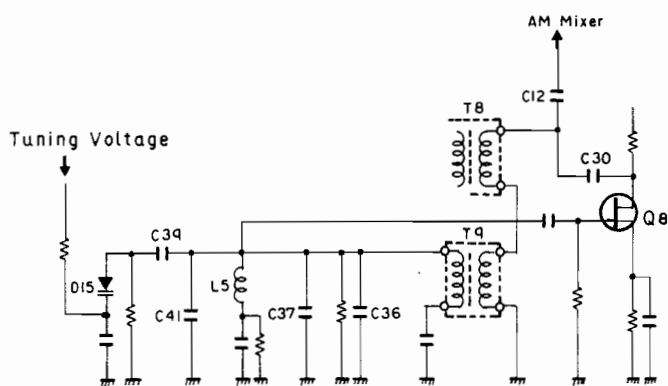 AM Mixer
C12
T8
Tuning Voltage
C30
Q8
C39
T9
D15
L5
C41
C37
C36